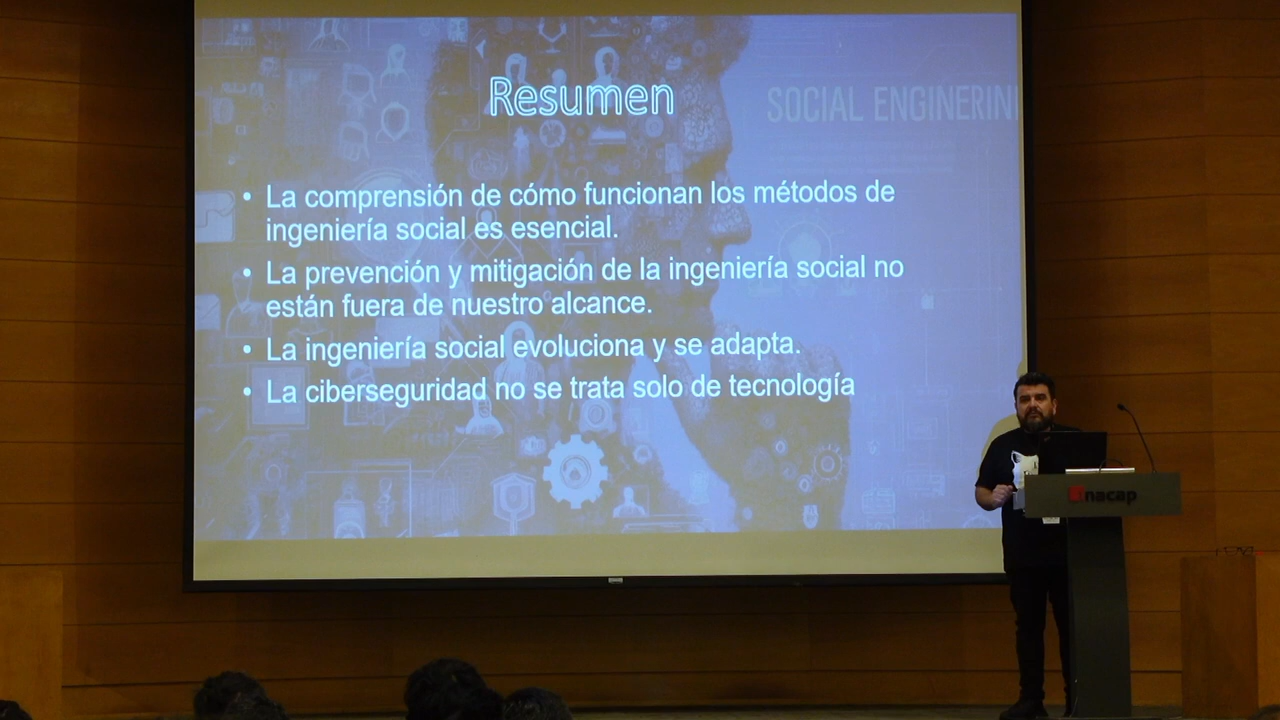 Resumen
SOCIAL ENGINERIN
• La comprensión de cómo funcionan los métodos de
ingeniería social es esencial.
• La prevención y mitigación de la ingeniería social no
están fuera de nuestro alcance.
• La ingeniería social evoluciona y se adapta.
• La ciberseguridad no se trata solo de tecnología
inacap